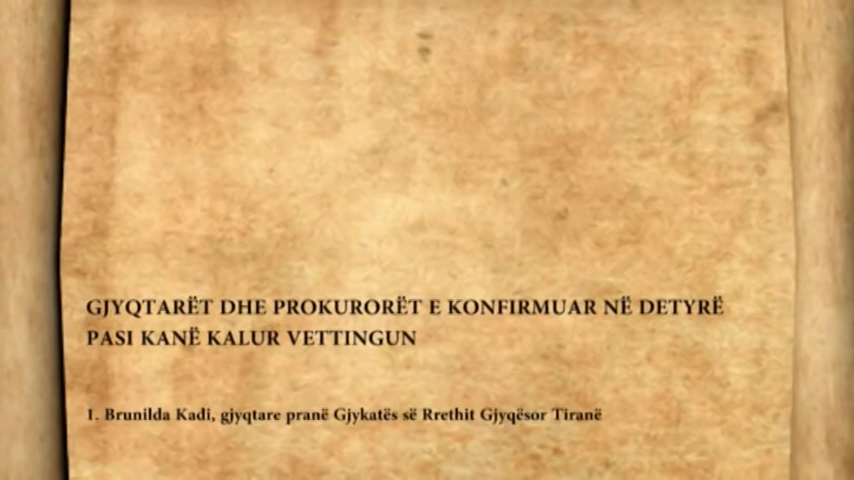 GJYQTARËT DHE PROKURORËT E KONFIRMUAR NË DETYRË
PASI KANË KALUR VETTINGUN
1. Brunilda Kadi, gjyqtare pranë Gjykatës së Rrethit Gjyqësor Tiranë